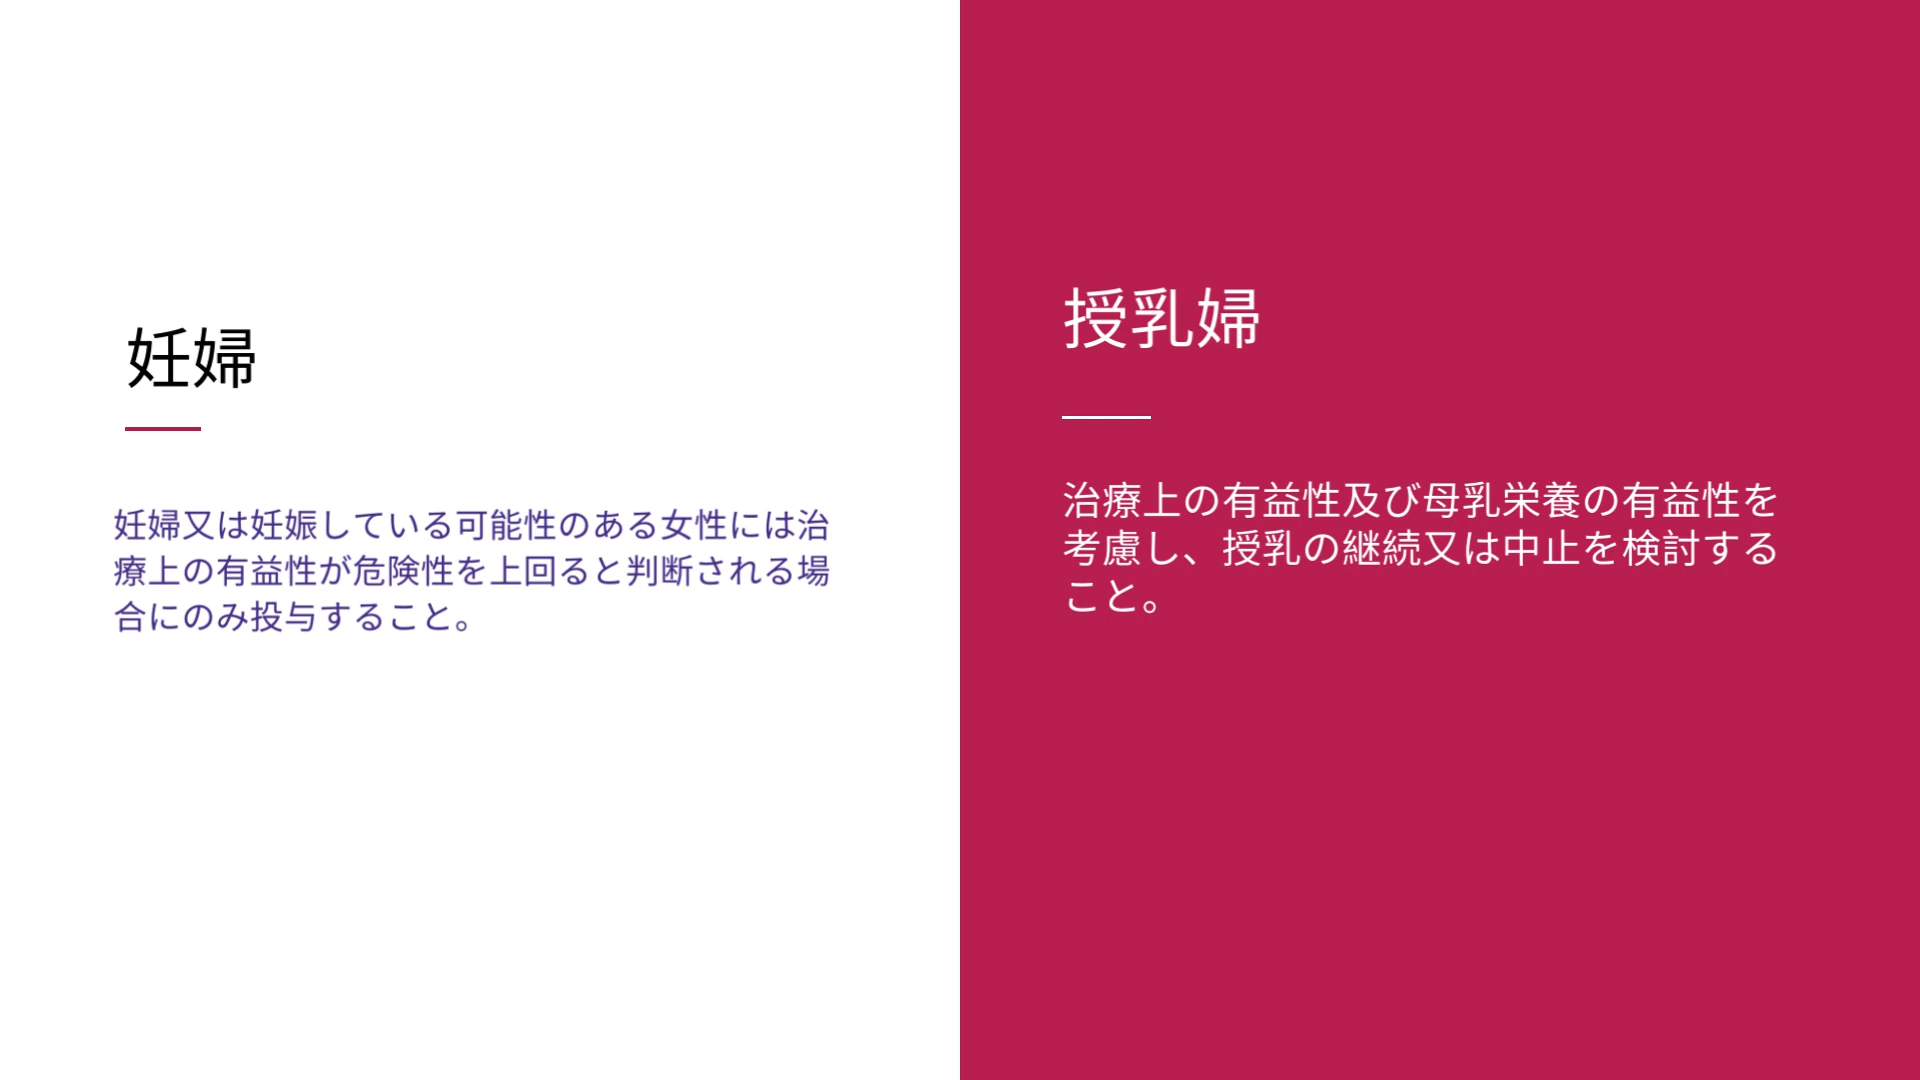 妊婦
妊婦又は妊娠している可能性のある女性には治
療上の有益性が危険性を上回ると判断される場
合にのみ投与すること。
授乳婦
治療上の有益性及び母乳栄養の有益性を
考慮し、授乳の継続又は中止を検討する
こと。